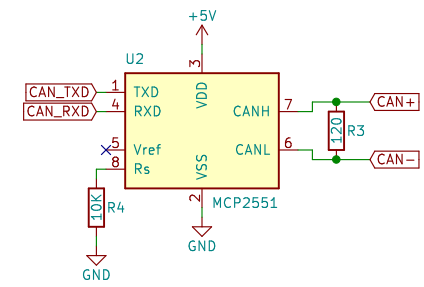 +5V
U2
3
CAN_TXD 1 TXD VDD
CAN_RXD 4 RXD CANH 7 CAN+
120 R3
5 Vref CANL 6
8 Rs VSS CAN-
10K R4 2 MCP2551
GND
GND